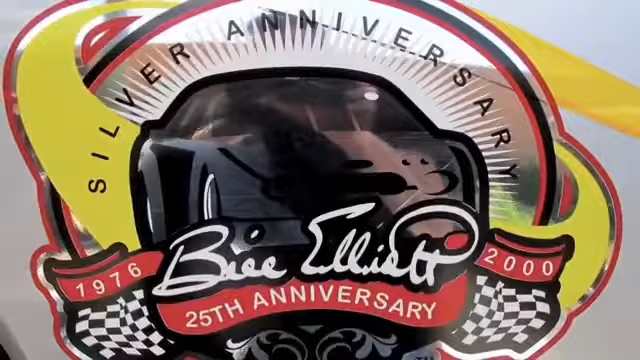 SILVER ANNIVERSARY
Bill Elliott
1976
2000
25TH ANNIVERSARY